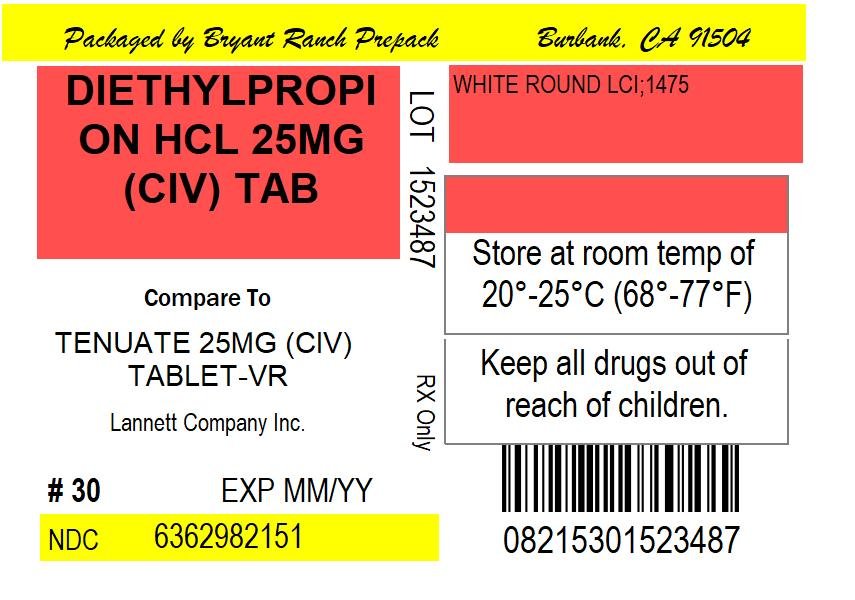 Packaged by Bryant Ranch Prepack Burbank, CA 91504
DIETHYLPROPI
ON HCL 25MG
(CIV) TAB
Compare To
TENUATE 25MG (CIV)
TABLET-VR
Lannett Company Inc.
# 30 EXP MM/YY
NDC 6362982151
LOT 1523487
RX Only
WHITE ROUND LCI;1475
Store at room temp of
20°-25°C (68°-77°F)
Keep all drugs out of
reach of children.
08215301523487